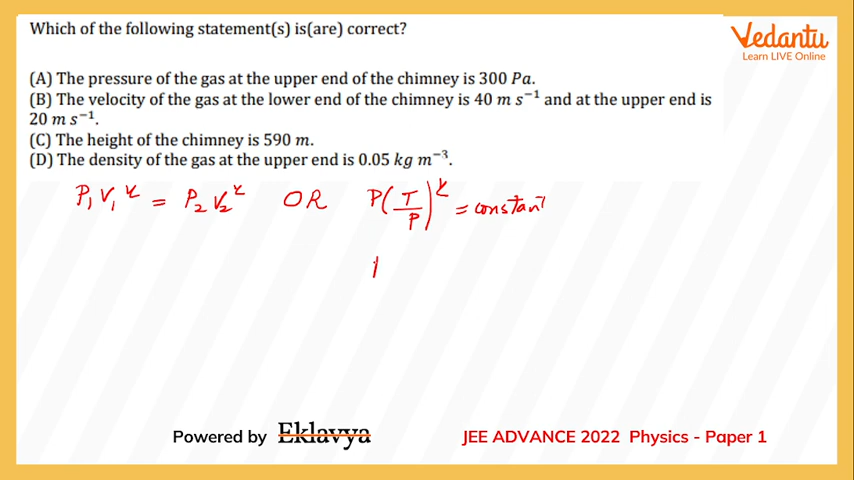 Which of the following statement(s) is(are) correct?
Vedantu
Learn LIVE Online
(A) The pressure of the gas at the upper end of the chimney is 300 Pa.
(B) The velocity of the gas at the lower end of the chimney is 40 m s⁻¹ and at the upper end is
20 m s⁻¹.
(C) The height of the chimney is 590 m.
(D) The density of the gas at the upper end is 0.05 kg m⁻³.
P₁V₁^γ = P₂V₂^γ OR P(T/P)^γ = constant
Powered by Eklavya
JEE ADVANCE 2022 Physics - Paper 1